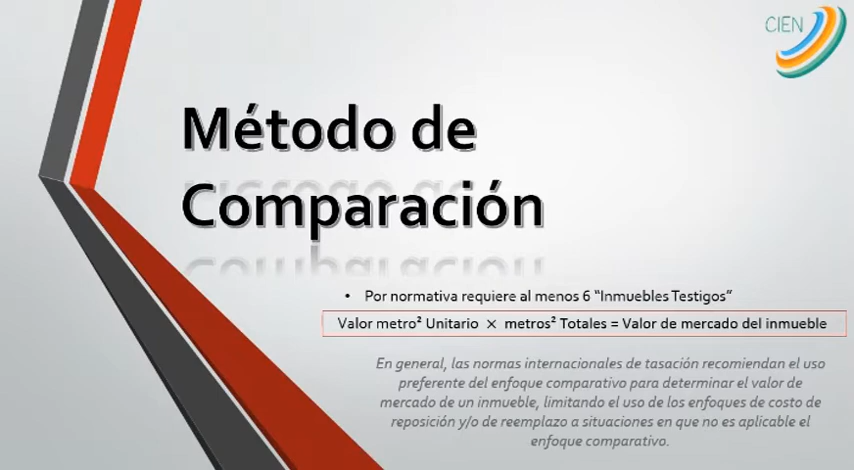 CIEN
Método de
Comparación
• Por normativa requiere al menos 6 “Inmuebles Testigos”
Valor metro² Unitario × metros² Totales = Valor de mercado del inmueble
En general, las normas internacionales de tasación recomiendan el uso
preferente del enfoque comparativo para determinar el valor de
mercado de un inmueble, limitando el uso de los enfoques de costo de
reposición y/o de reemplazo a situaciones en que no es aplicable el
enfoque comparativo.